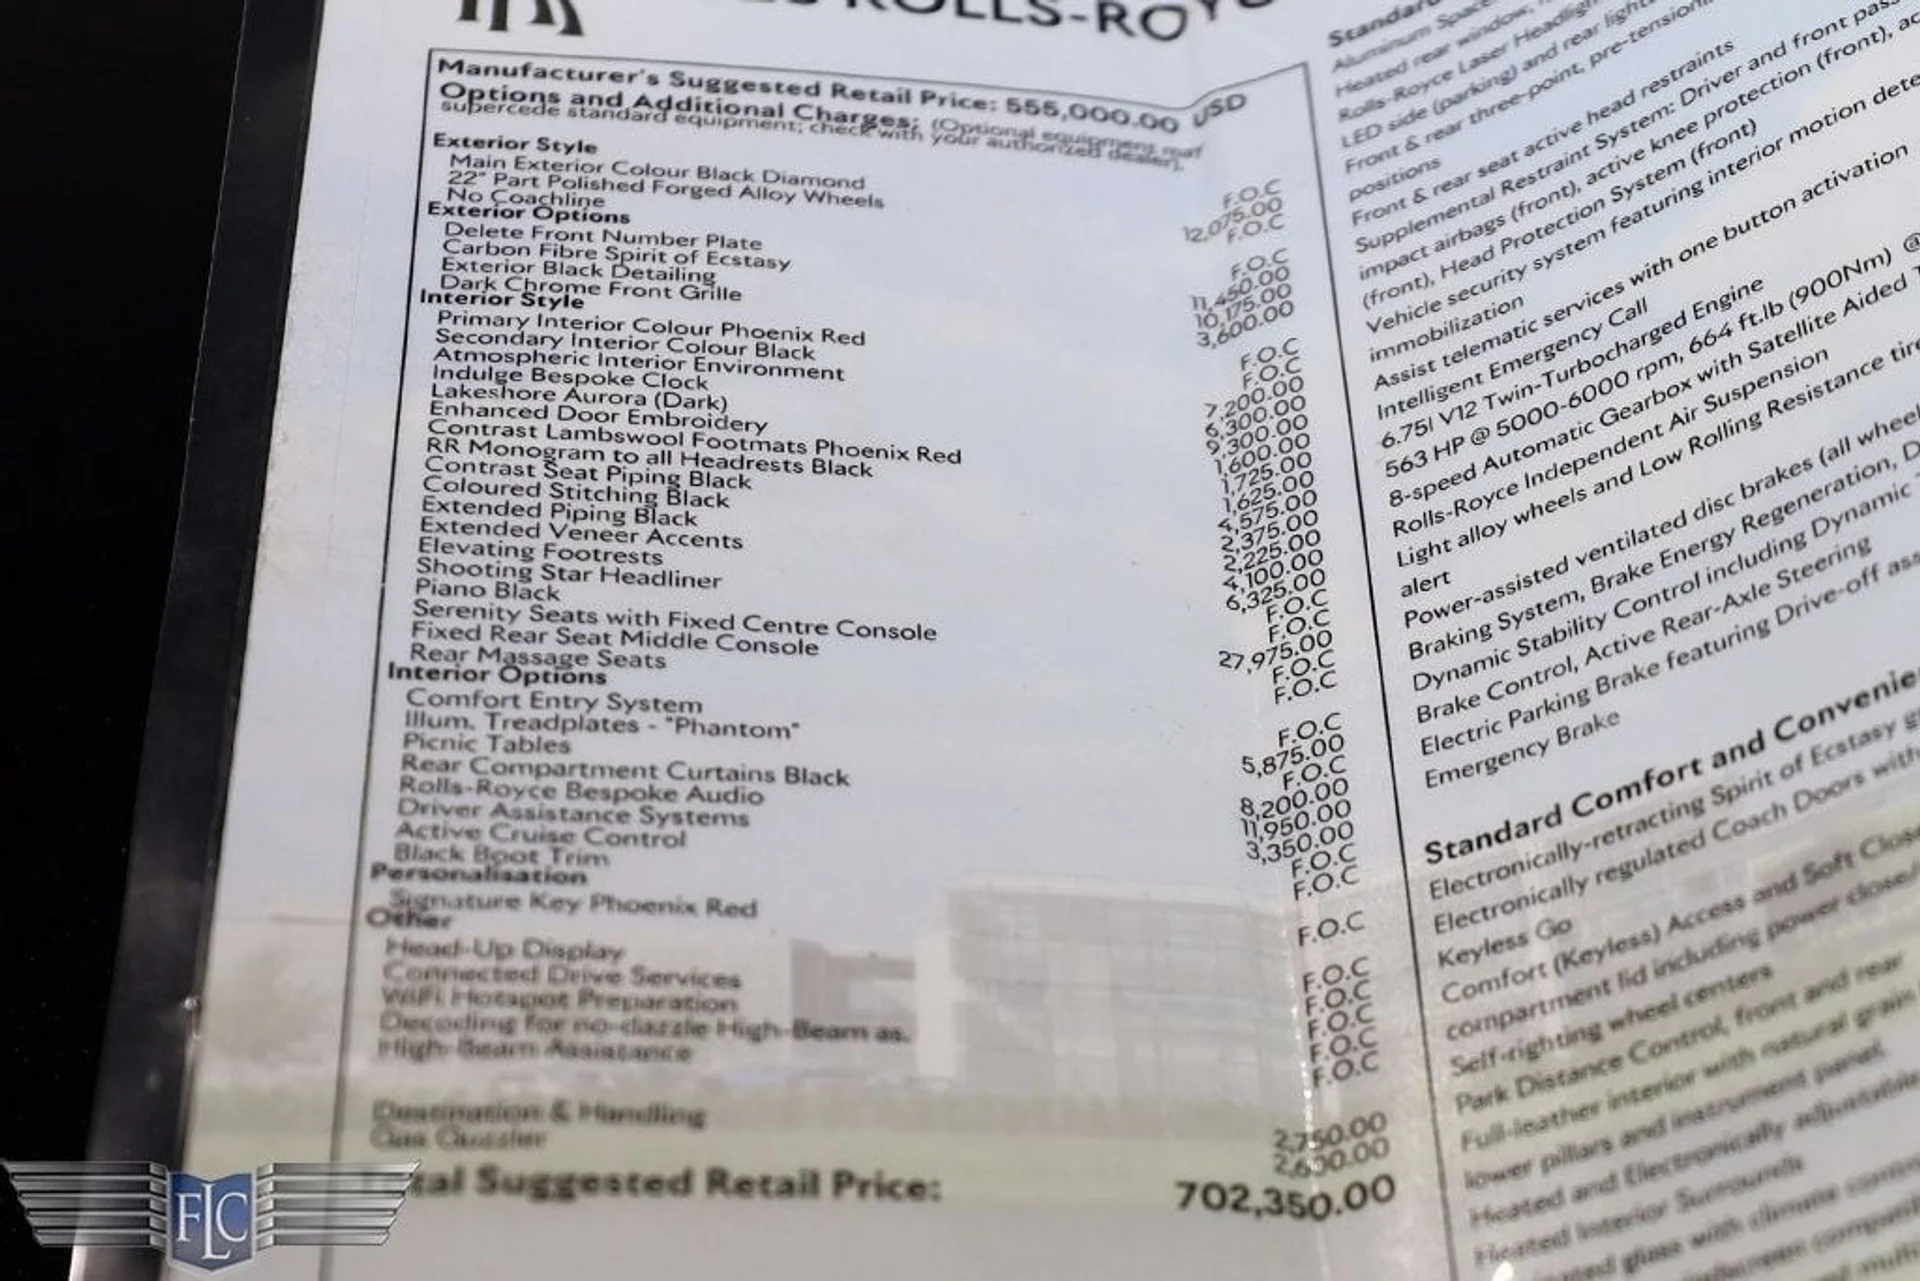 ROLLS-ROY
Manufacturer's Suggested Retail Price: 555,000.00 USD
Options and Additional Charges: (Optional equipment may
supercede standard equipment; check with your authorized dealer).
Exterior Style
Main Exterior Colour Black Diamond F.O.C
22" Part Polished Forged Alloy Wheels 12,075.00
No Coachline F.O.C
Exterior Options
Delete Front Number Plate F.O.C
Carbon Fibre Spirit of Ecstasy 11,450.00
Exterior Black Detailing 10,175.00
Dark Chrome Front Grille 3,600.00
Interior Style
Primary Interior Colour Phoenix Red F.O.C
Secondary Interior Colour Black F.O.C
Atmospheric Interior Environment 7,200.00
Indulge Bespoke Clock 6,300.00
Lakeshore Aurora (Dark) 9,300.00
Enhanced Door Embroidery 1,600.00
Contrast Lambswool Footmats Phoenix Red 1,725.00
RR Monogram to all Headrests Black 1,625.00
Contrast Seat Piping Black 4,575.00
Coloured Stitching Black 2,375.00
Extended Piping Black 2,225.00
Extended Veneer Accents 4,100.00
Elevating Footrests 6,325.00
Shooting Star Headliner F.O.C
Piano Black F.O.C
Serenity Seats with Fixed Centre Console 27,975.00
Fixed Rear Seat Middle Console F.O.C
Rear Massage Seats F.O.C
Interior Options
Comfort Entry System F.O.C
Illum. Treadplates - "Phantom" 5,875.00
Picnic Tables F.O.C
Rear Compartment Curtains Black 8,200.00
Rolls-Royce Bespoke Audio 11,950.00
Driver Assistance Systems 3,350.00
Active Cruise Control F.O.C
Black Boot Trim F.O.C
Personalisation
Signature Key Phoenix Red F.O.C
Other
Head-Up Display F.O.C
Connected Drive Services F.O.C
WiFi Hotspot Preparation F.O.C
Decoding for no-dazzle High-Beam as. F.O.C
High-Beam Assistance F.O.C
Destination & Handling 2,750.00
Gas Guzzler 2,600.00
tal Suggested Retail Price: 702,350.00
Standard
Aluminum Space
Heated rear window,
Rolls-Royce Laser Headligh
LED side (parking) and rear light
Front & rear three-point, pre-tension
positions
Front & rear seat active head restraints
Supplemental Restraint System: Driver and front pass
impact airbags (front), active knee protection (front), ac
(front), Head Protection System (front)
Vehicle security system featuring interior motion dete
immobilization
Assist telematic services with one button activation
Intelligent Emergency Call
6.75l V12 Twin-Turbocharged Engine
563 HP @ 5000-6000 rpm, 664 ft.lb (900Nm) @
8-speed Automatic Gearbox with Satellite Aided T
Rolls-Royce Independent Air Suspension
Light alloy wheels and Low Rolling Resistance tire
alert
Power-assisted ventilated disc brakes (all wheel
Braking System, Brake Energy Regeneration, D
Dynamic Stability Control including Dynamic
Brake Control, Active Rear-Axle Steering
Electric Parking Brake featuring Drive-off ass
Emergency Brake
Standard Comfort and Convenie
Electronically-retracting Spirit of Ecstasy
Electronically regulated Coach Doors with
Keyless Go
Comfort (Keyless) Access and Soft Close
compartment lid including power close/
Self-righting wheel centers
Park Distance Control, front and rear
Full-leather interior with natural grain
lower pillars and instrument panel.
Heated and Electronically adjustable
Heated Interior Surrounds
glass with climate
FLC